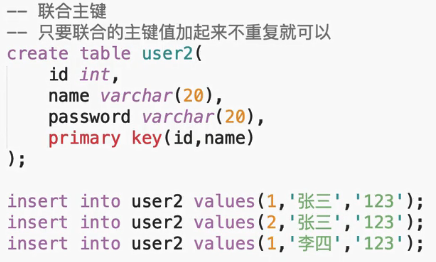 -- 联合主键
-- 只要联合的主键值加起来不重复就可以
create table user2(
    id int,
    name varchar(20),
    password varchar(20),
    primary key(id,name)
);

insert into user2 values(1,'张三','123');
insert into user2 values(2,'张三','123');
insert into user2 values(1,'李四','123');